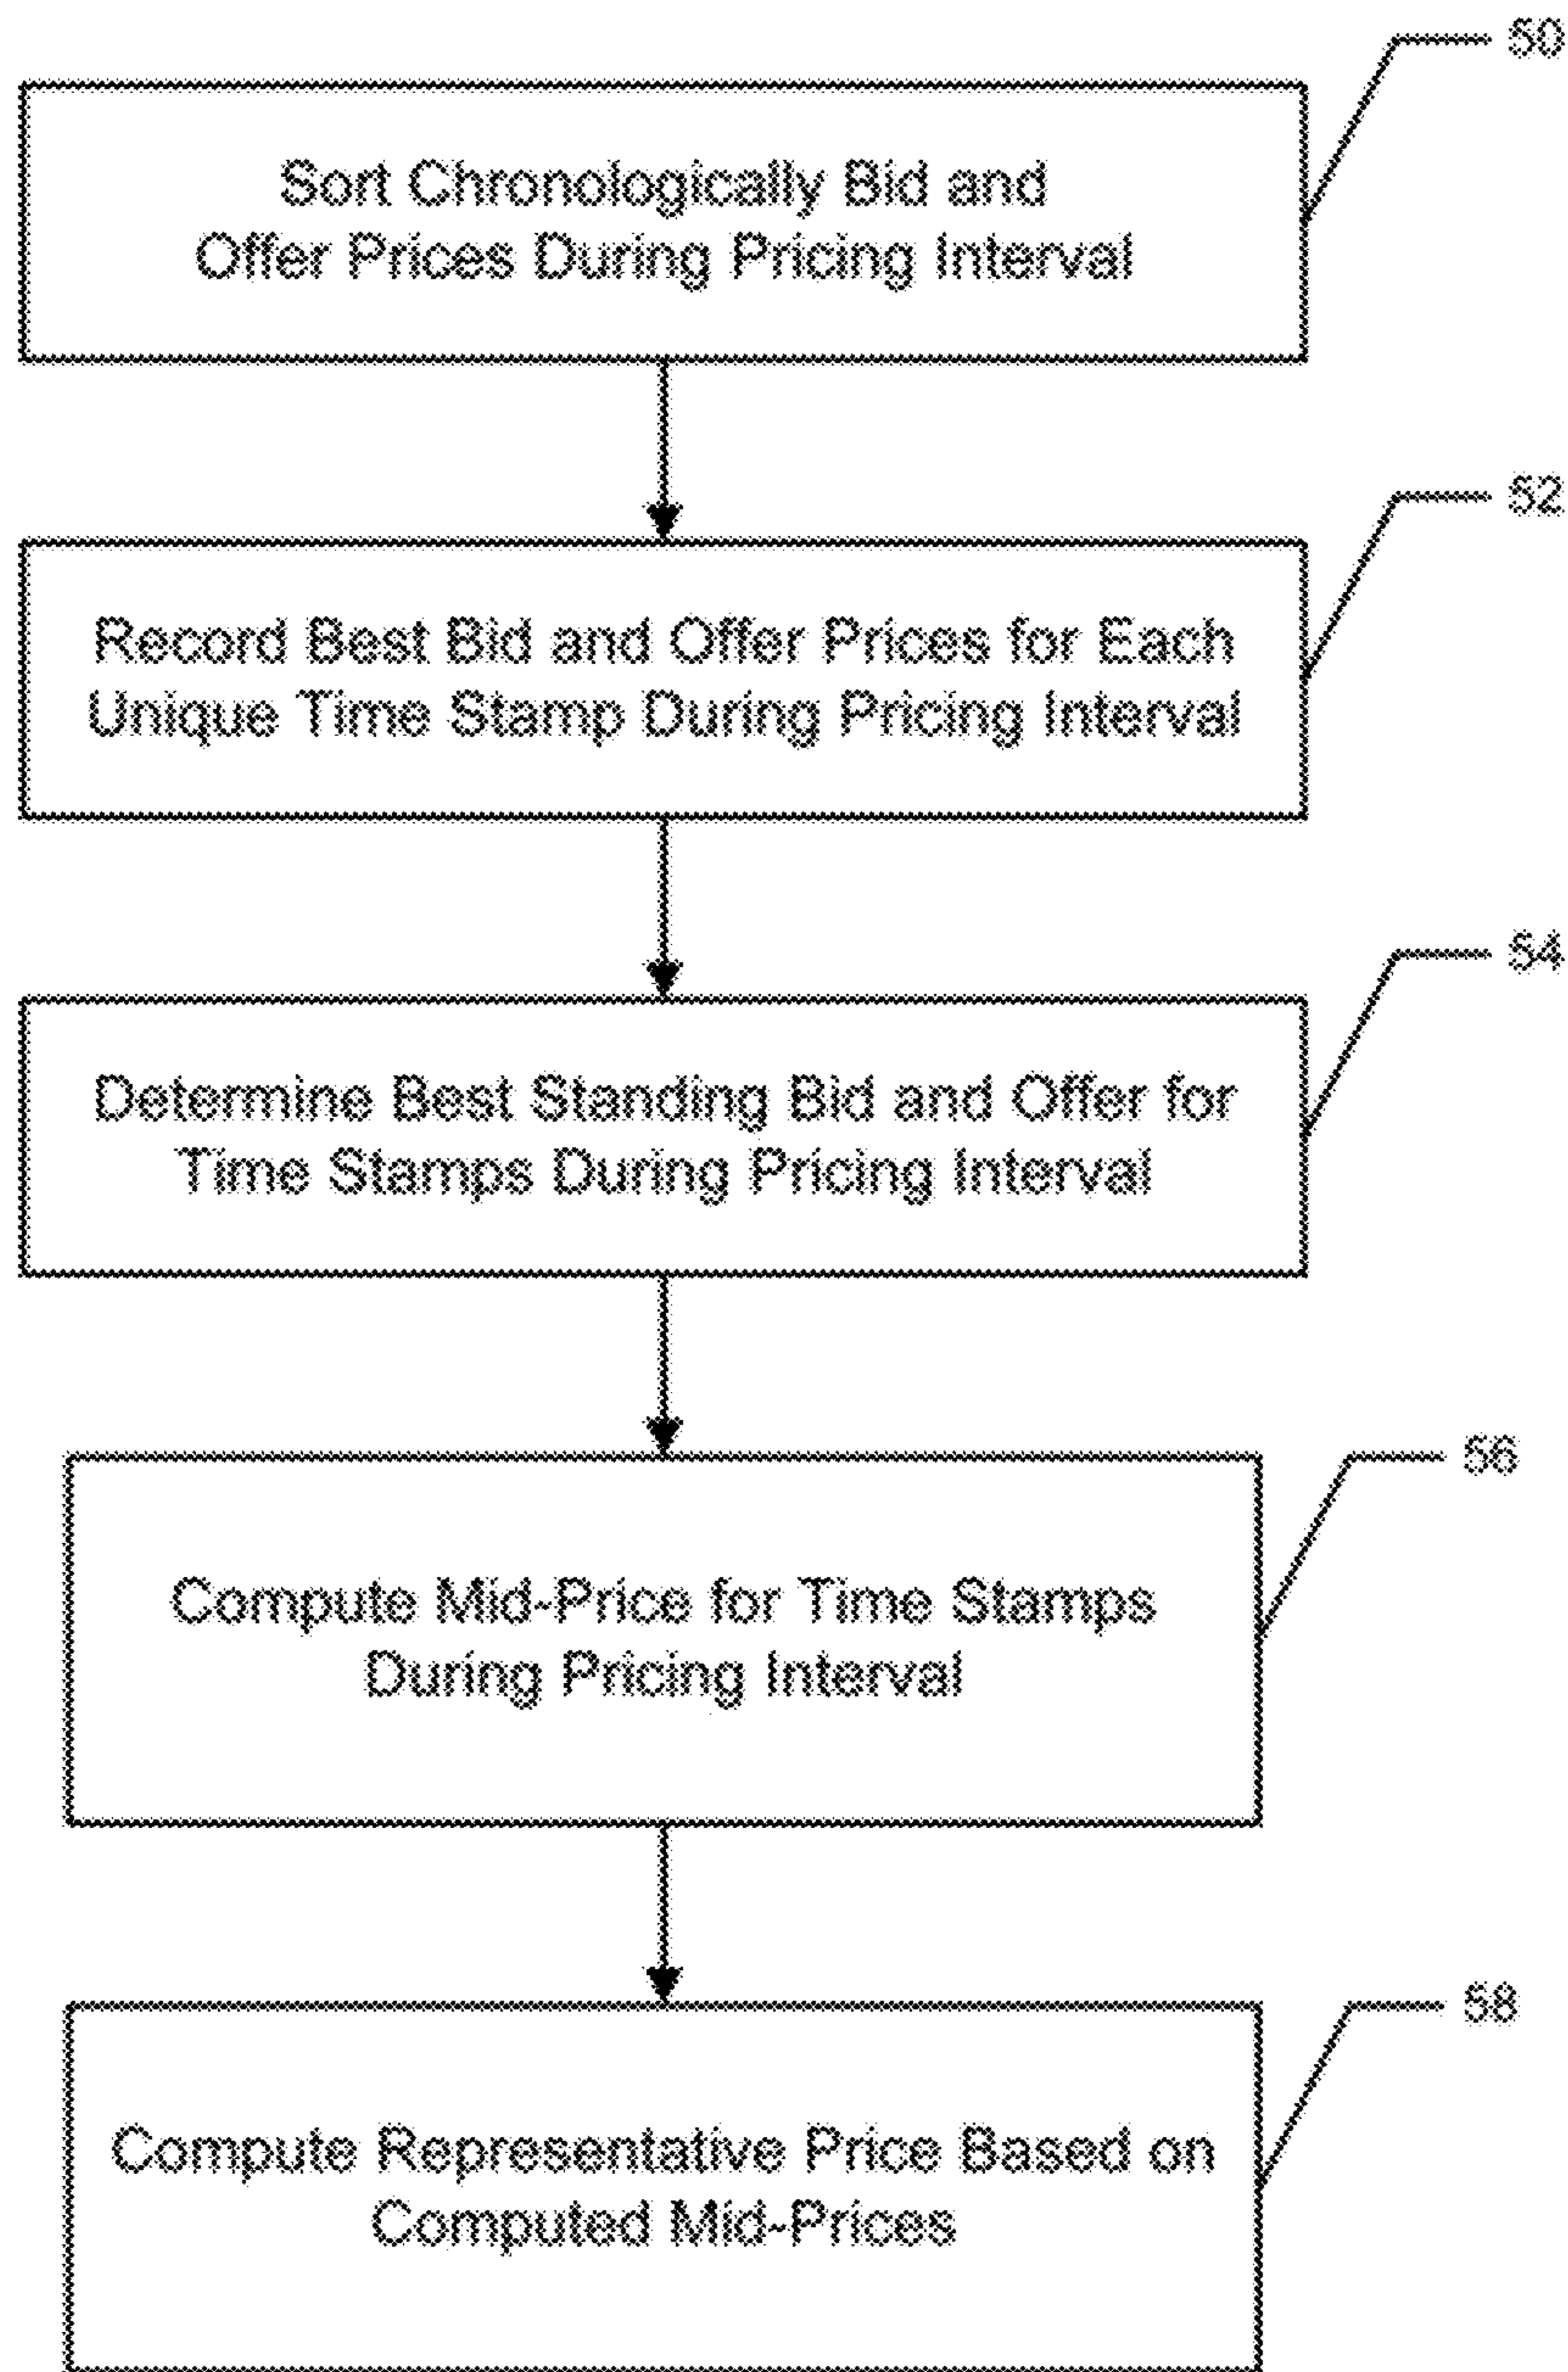 50
Sort Chronologically Bid and
Offer Prices During Pricing Interval
52
Record Best Bid and Offer Prices for Each
Unique Time Stamp During Pricing Interval
54
Determine Best Standing Bid and Offer for
Time Stamps During Pricing Interval
56
Compute Mid-Price for Time Stamps
During Pricing Interval
58
Compute Representative Price Based on
Computed Mid-Prices